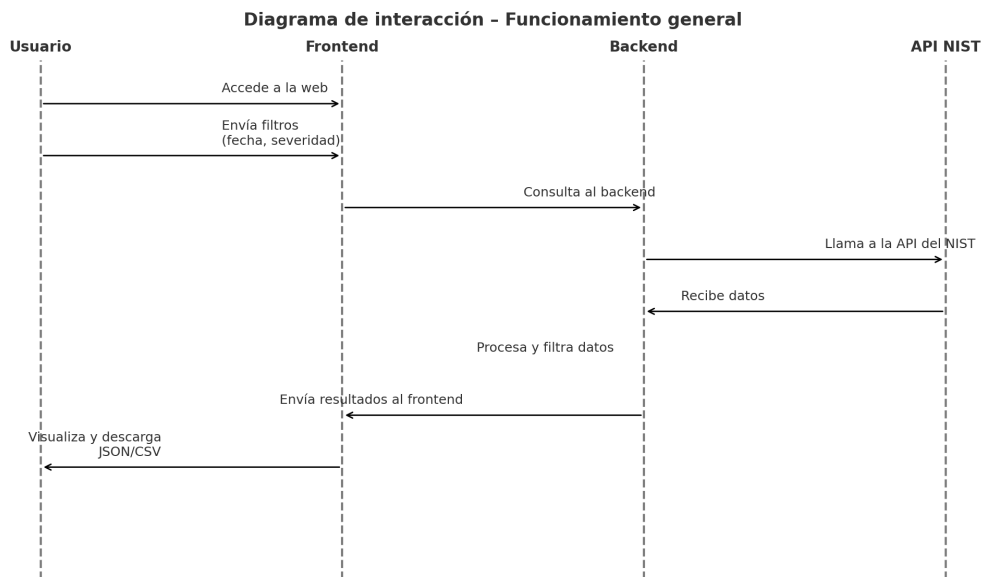 Diagrama de interacción – Funcionamiento general
Usuario
Frontend
Backend
API NIST
Accede a la web
Envía filtros
(fecha, severidad)
Consulta al backend
Llama a la API del NIST
Recibe datos
Procesa y filtra datos
Envía resultados al frontend
Visualiza y descarga
JSON/CSV